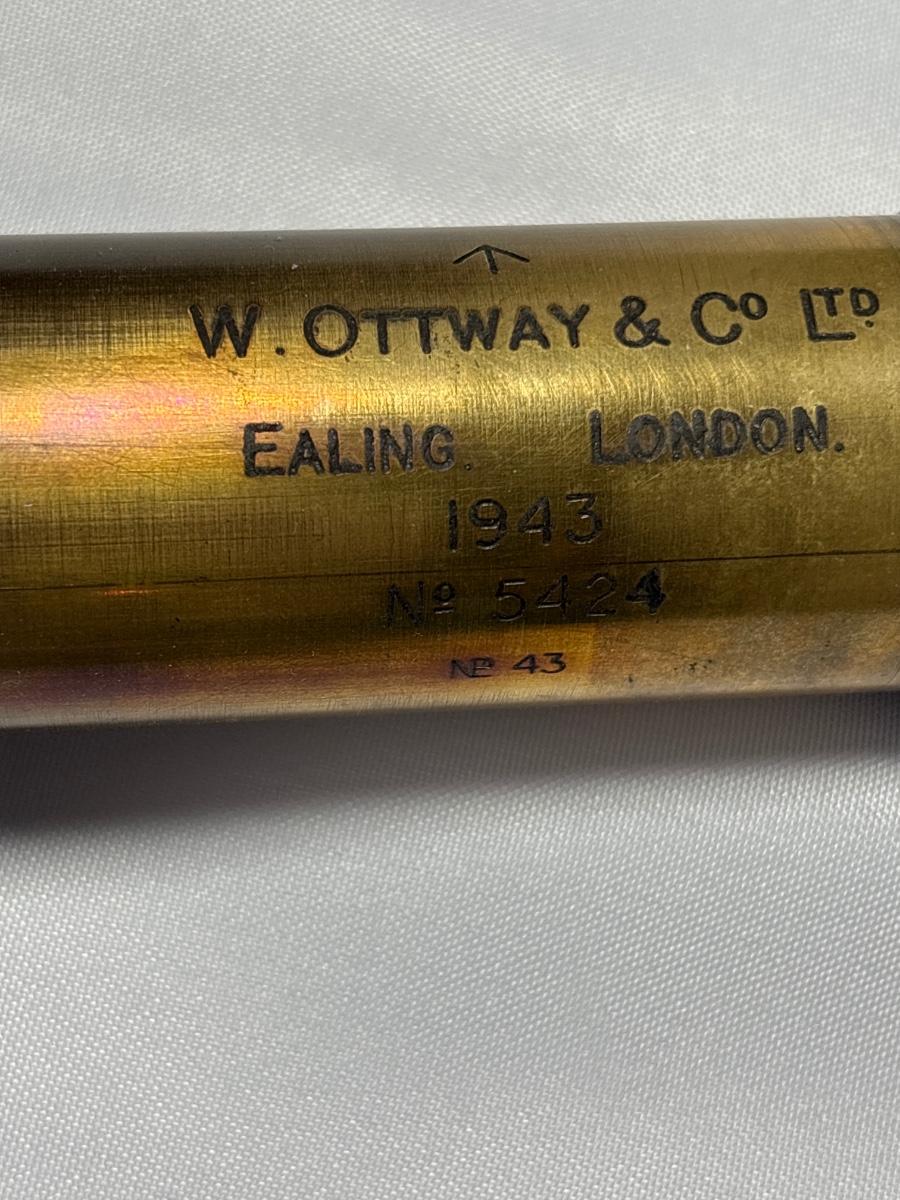 W. OTTWAY & Cº LTD.
EALING. LONDON.
1943
Nº 5424
Nº 43